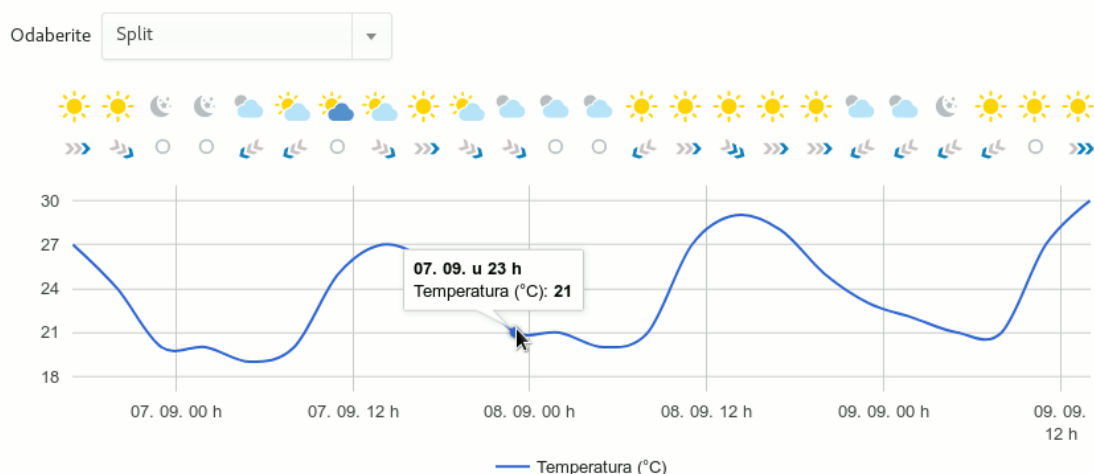 Odaberite
Split
30
27
24
21
18
07. 09. u 23 h
Temperatura (°C): 21
07. 09. 00 h
07. 09. 12 h
08. 09. 00 h
08. 09. 12 h
09. 09. 00 h
09. 09.
12 h
Temperatura (°C)